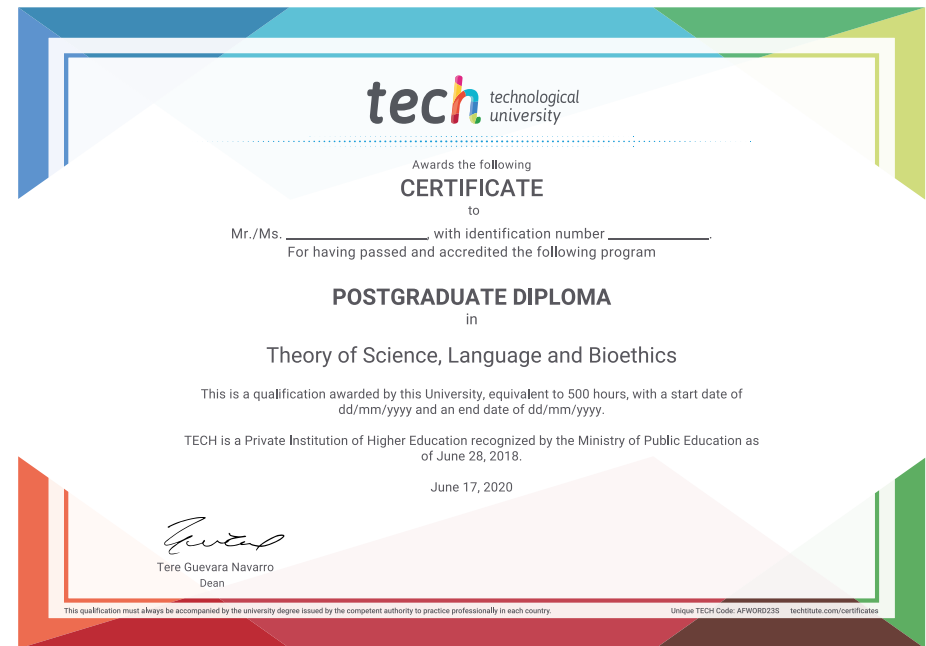 tech technological
university
Awards the following
CERTIFICATE
to
Mr./Ms. ____________________, with identification number ______________.
For having passed and accredited the following program
POSTGRADUATE DIPLOMA
in
Theory of Science, Language and Bioethics
This is a qualification awarded by this University, equivalent to 500 hours, with a start date of
dd/mm/yyyy and an end date of dd/mm/yyyy.
TECH is a Private Institution of Higher Education recognized by the Ministry of Public Education as
of June 28, 2018.
June 17, 2020
Tere Guevara Navarro
Dean
This qualification must always be accompanied by the university degree issued by the competent authority to practice professionally in each country.
Unique TECH Code: AFWORD23S techtitute.com/certificates